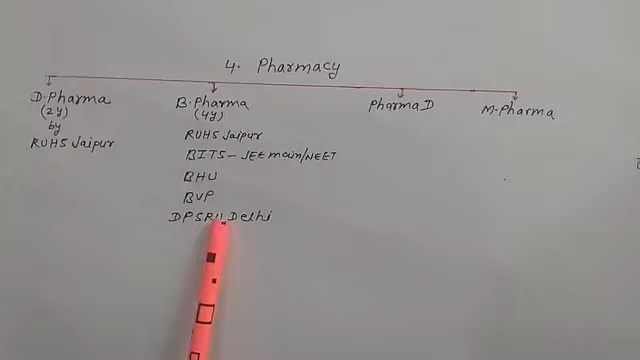 4. Pharmacy
D.Pharma
(2y)
by
RUHS Jaipur
B.Pharma
(4y)
RUHS Jaipur
BITS - JEE main/NEET
BHU
BVP
DPSRU Delhi
Pharma D
M.Pharma